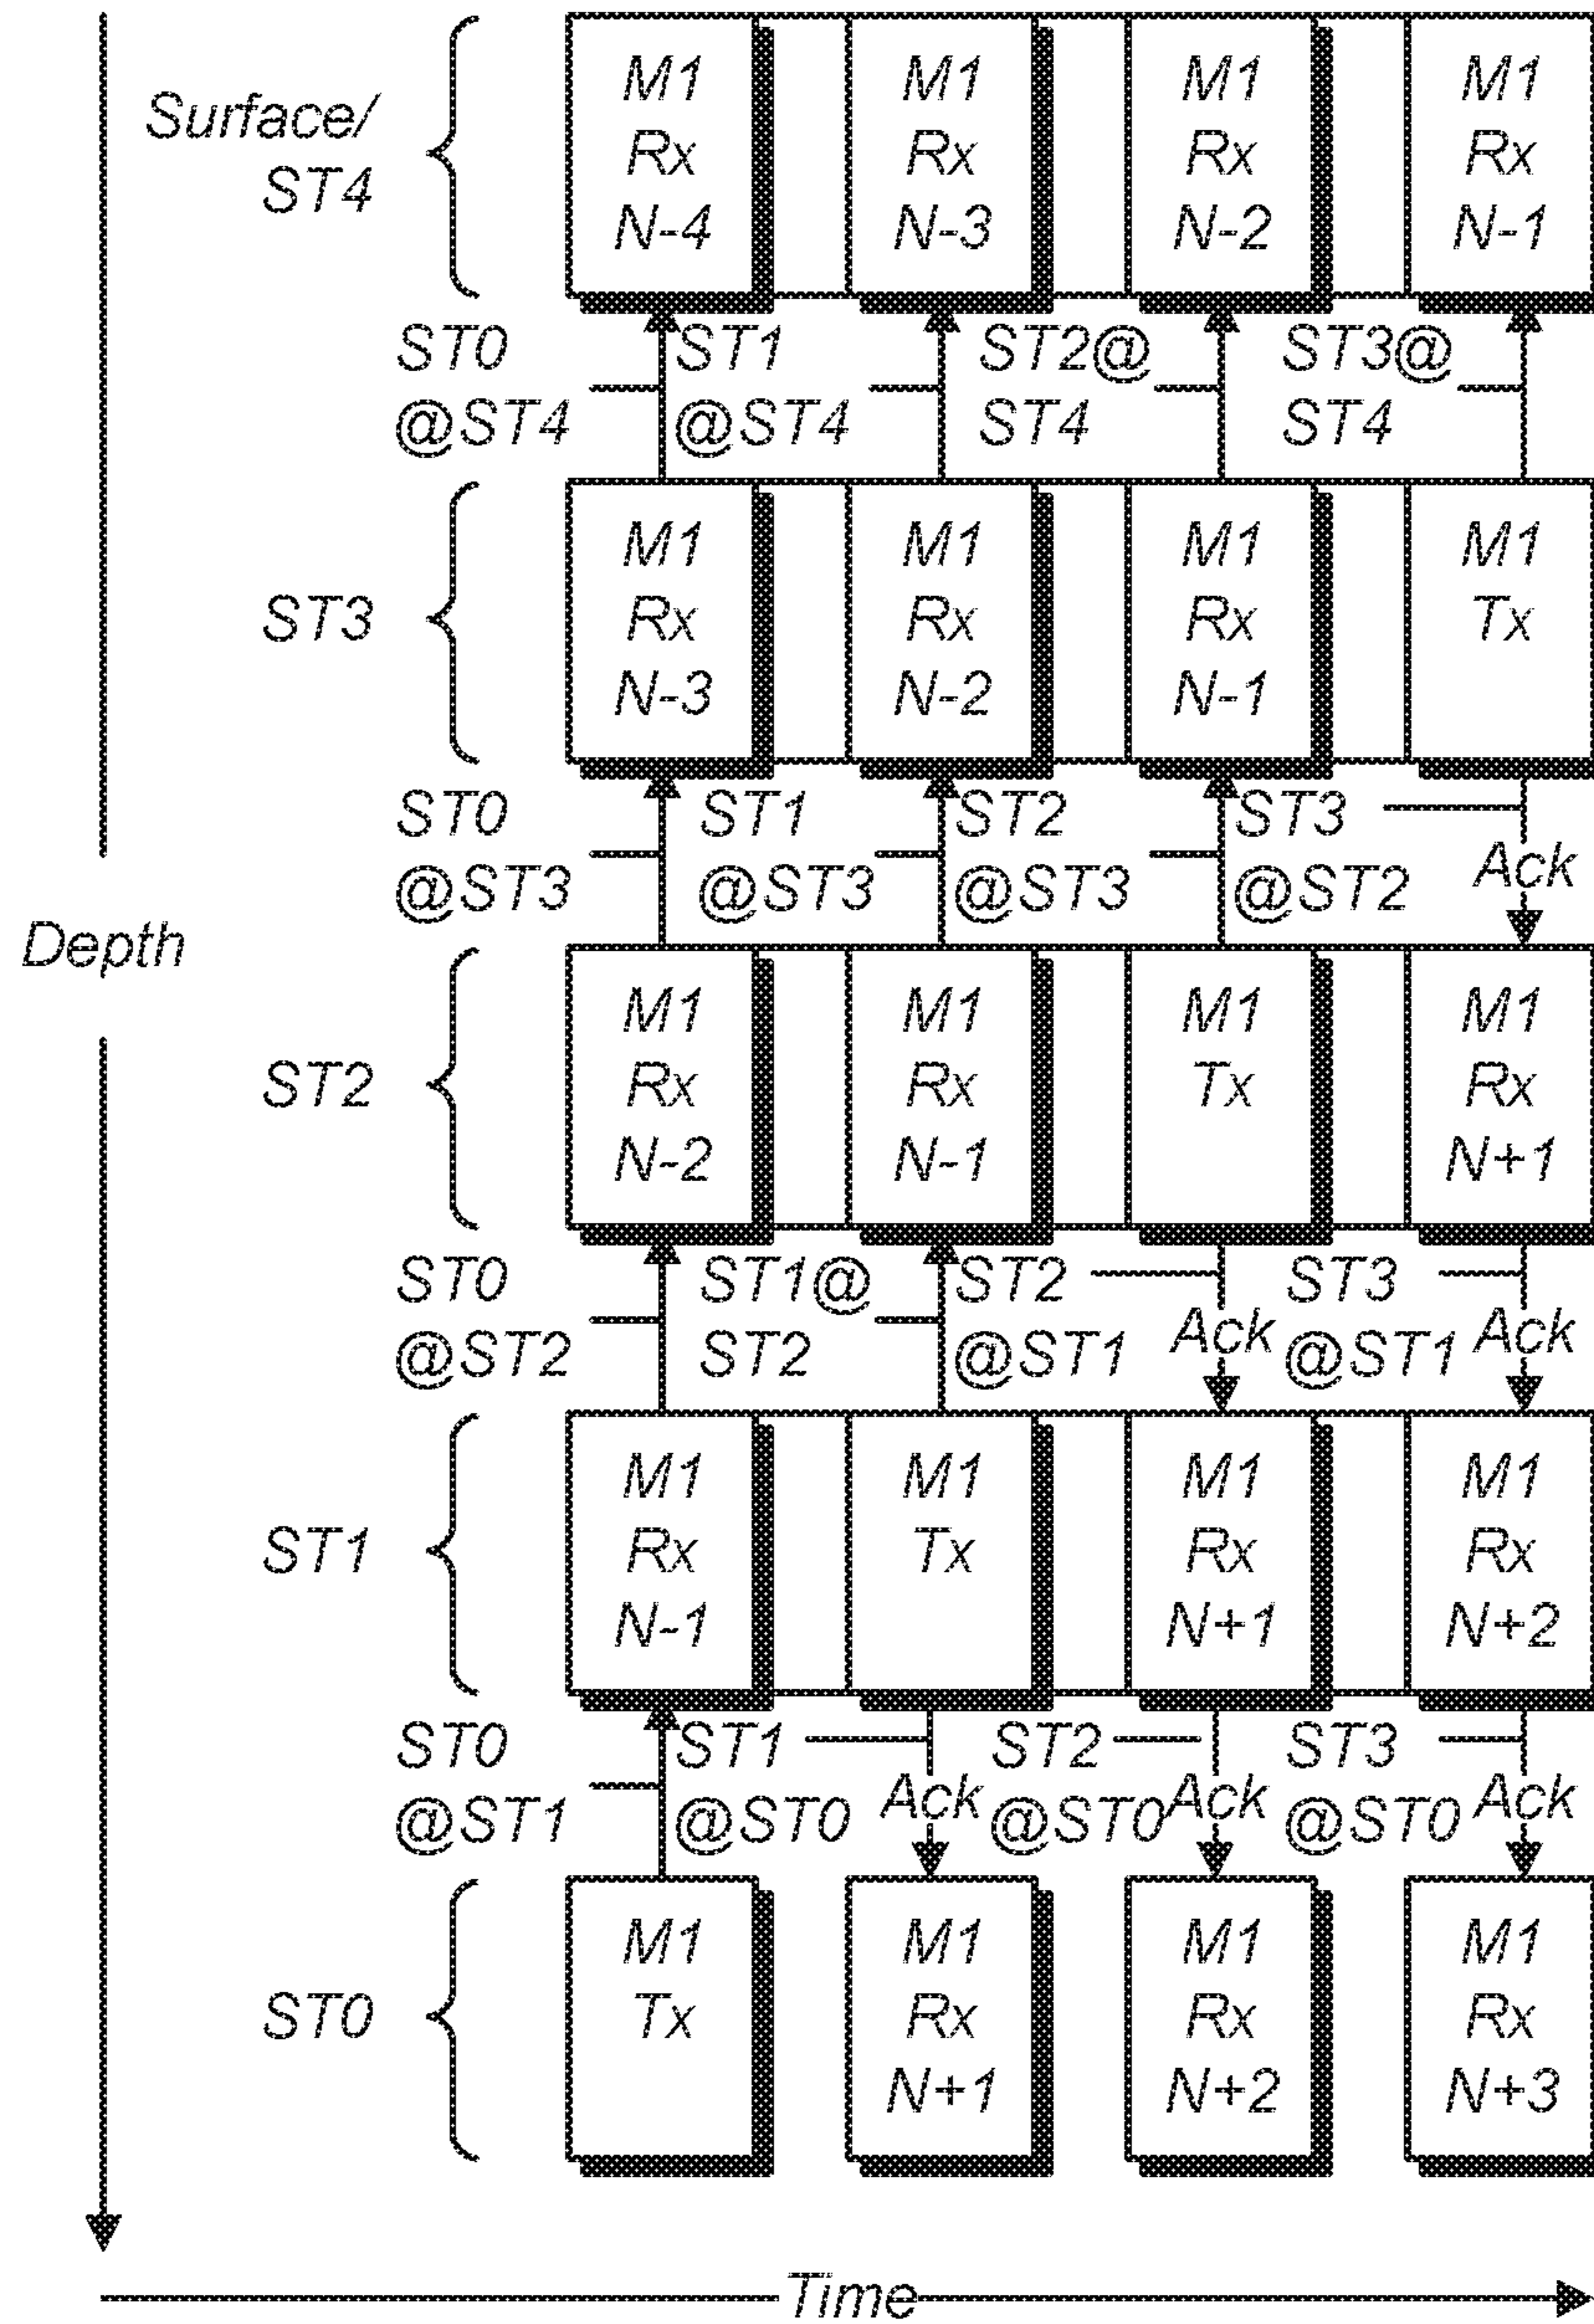 Surface/
ST4
M1
Rx
N-4
M1
Rx
N-3
M1
Rx
N-2
M1
Rx
N-1
ST0
@ST4
ST1
@ST4
ST2@
ST4
ST3@
ST4
ST3
M1
Rx
N-3
M1
Rx
N-2
M1
Rx
N-1
M1
Tx
ST0
@ST3
ST1
@ST3
ST2
@ST3
ST3
@ST2
Ack
Depth
ST2
M1
Rx
N-2
M1
Rx
N-1
M1
Tx
M1
Rx
N+1
ST0
@ST2
ST1@
ST2
ST2
@ST1
Ack
ST3
@ST1
Ack
ST1
M1
Rx
N-1
M1
Tx
M1
Rx
N+1
M1
Rx
N+2
ST0
@ST1
ST1
@ST0
Ack
ST2
@ST0
Ack
ST3
@ST0
Ack
ST0
M1
Tx
M1
Rx
N+1
M1
Rx
N+2
M1
Rx
N+3
Time